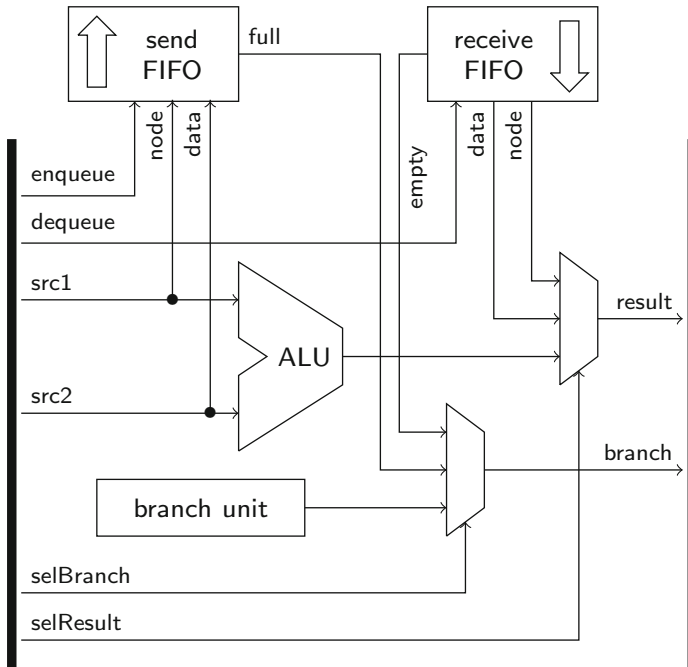 send
FIFO
full
receive
FIFO
node
data
empty
data
node
enqueue
dequeue
src1
result
ALU
src2
branch
branch unit
selBranch
selResult